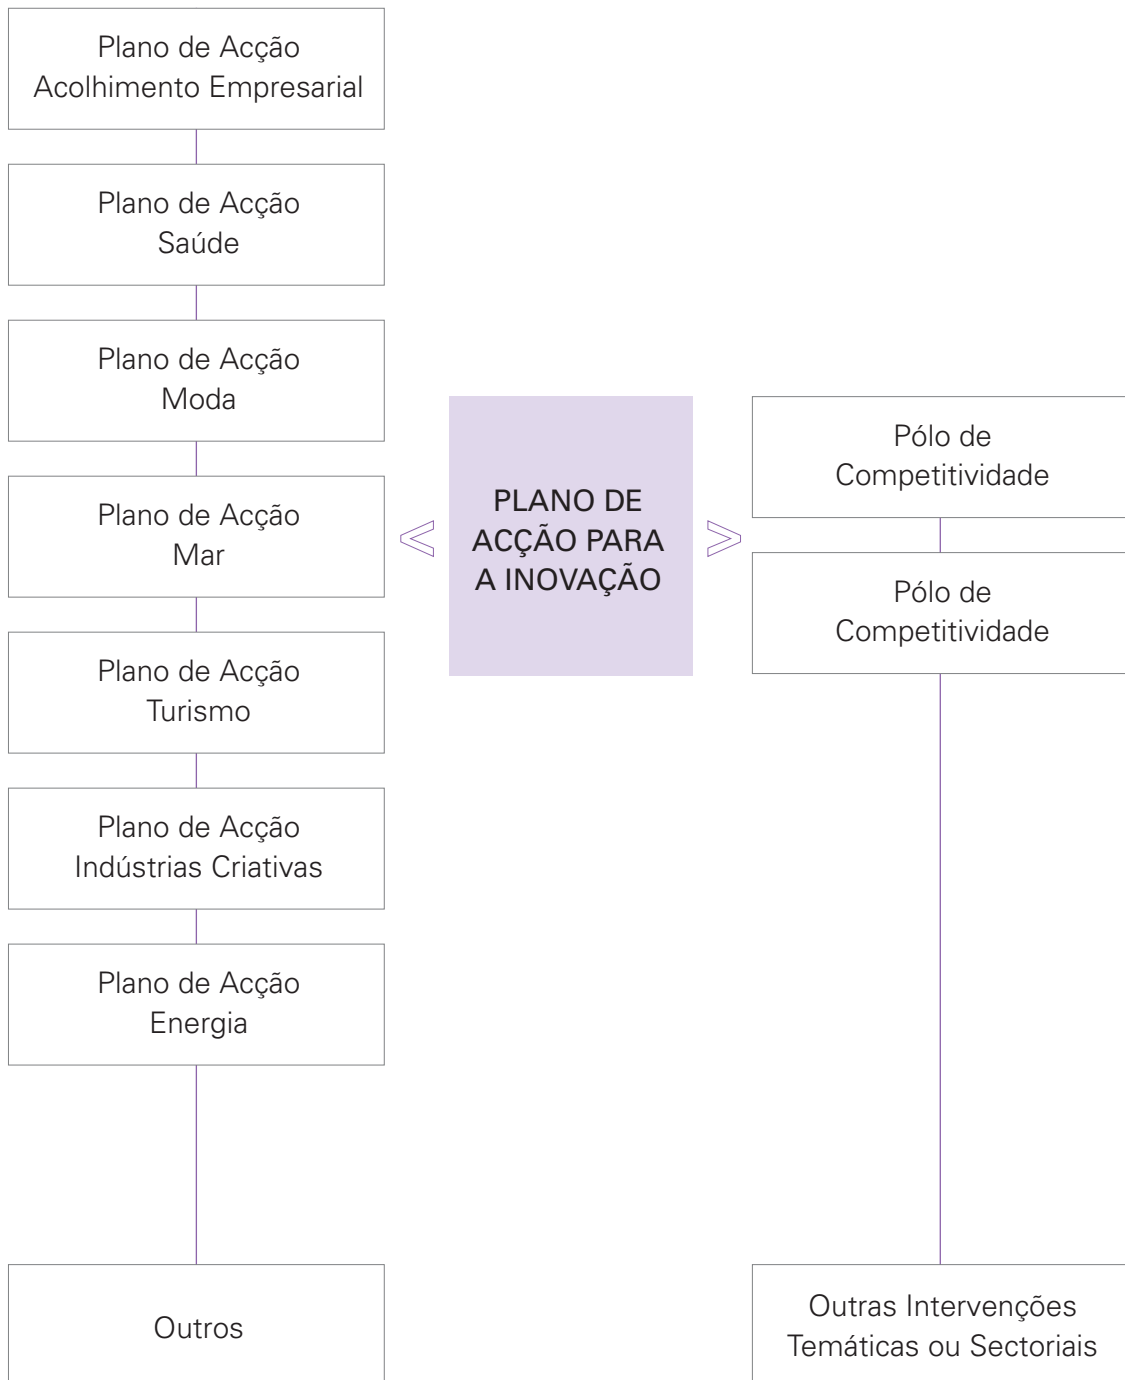 Plano de Acção
Acolhimento Empresarial
Plano de Acção
Saúde
Plano de Acção
Moda
Plano de Acção
Mar
Plano de Acção
Turismo
Plano de Acção
Indústrias Criativas
Plano de Acção
Energia
Outros
<
PLANO DE
ACÇÃO PARA
A INOVAÇÃO
>
Pólo de
Competitividade
Pólo de
Competitividade
Outras Intervenções
Temáticas ou Sectoriais